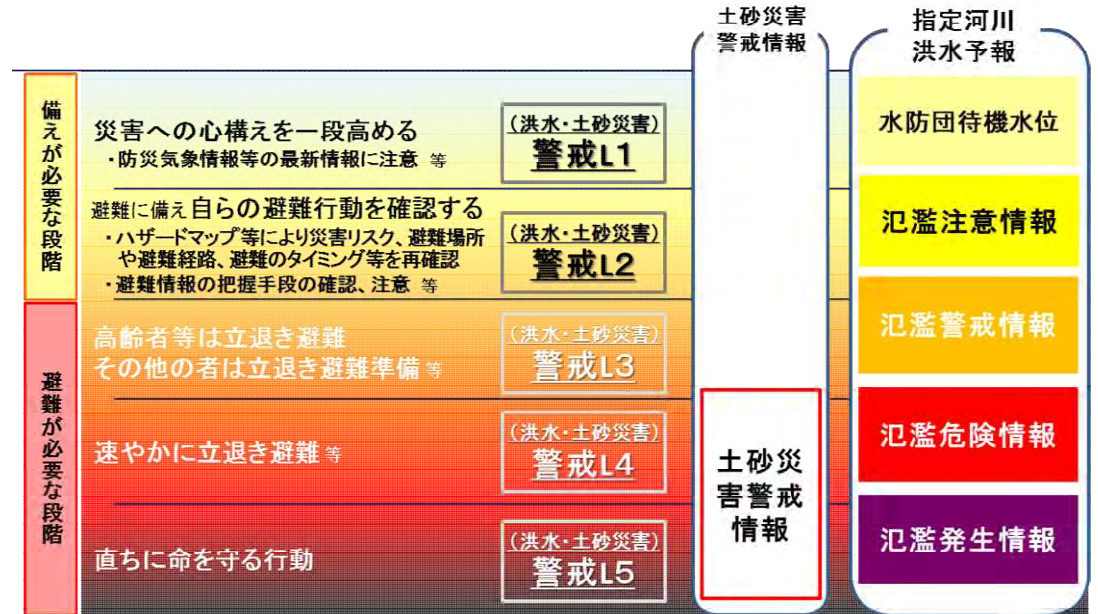 土砂災害
警戒情報
指定河川
洪水予報
備えが必要な段階
災害への心構えを一段高める
・防災気象情報等の最新情報に注意 等
(洪水・土砂災害)
警戒L1
水防団待機水位
避難に備え自らの避難行動を確認する
・ハザードマップ等により災害リスク、避難場所
や避難経路、避難のタイミング等を再確認
・避難情報の把握手段の確認、注意 等
(洪水・土砂災害)
警戒L2
氾濫注意情報
避難が必要な段階
高齢者等は立退き避難
その他の者は立退き避難準備 等
(洪水・土砂災害)
警戒L3
氾濫警戒情報
速やかに立退き避難 等
(洪水・土砂災害)
警戒L4
氾濫危険情報
土砂災
害警戒
情報
直ちに命を守る行動
(洪水・土砂災害)
警戒L5
氾濫発生情報